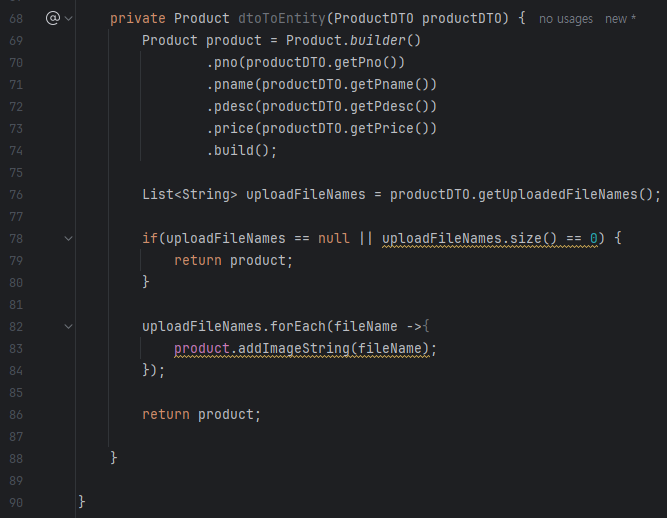 68 @ private Product dtoToEntity(ProductDTO productDTO) { no usages new *
69 Product product = Product.builder()
70 .pno(productDTO.getPno())
71 .pname(productDTO.getPname())
72 .pdesc(productDTO.getPdesc())
73 .price(productDTO.getPrice())
74 .build();
75
76 List<String> uploadFileNames = productDTO.getUploadedFileNames();
77
78 if(uploadFileNames == null || uploadFileNames.size() == 0) {
79 return product;
80 }
81
82 uploadFileNames.forEach(fileName ->{
83 product.addImageString(fileName);
84 });
85
86 return product;
87
88 }
89
90 }